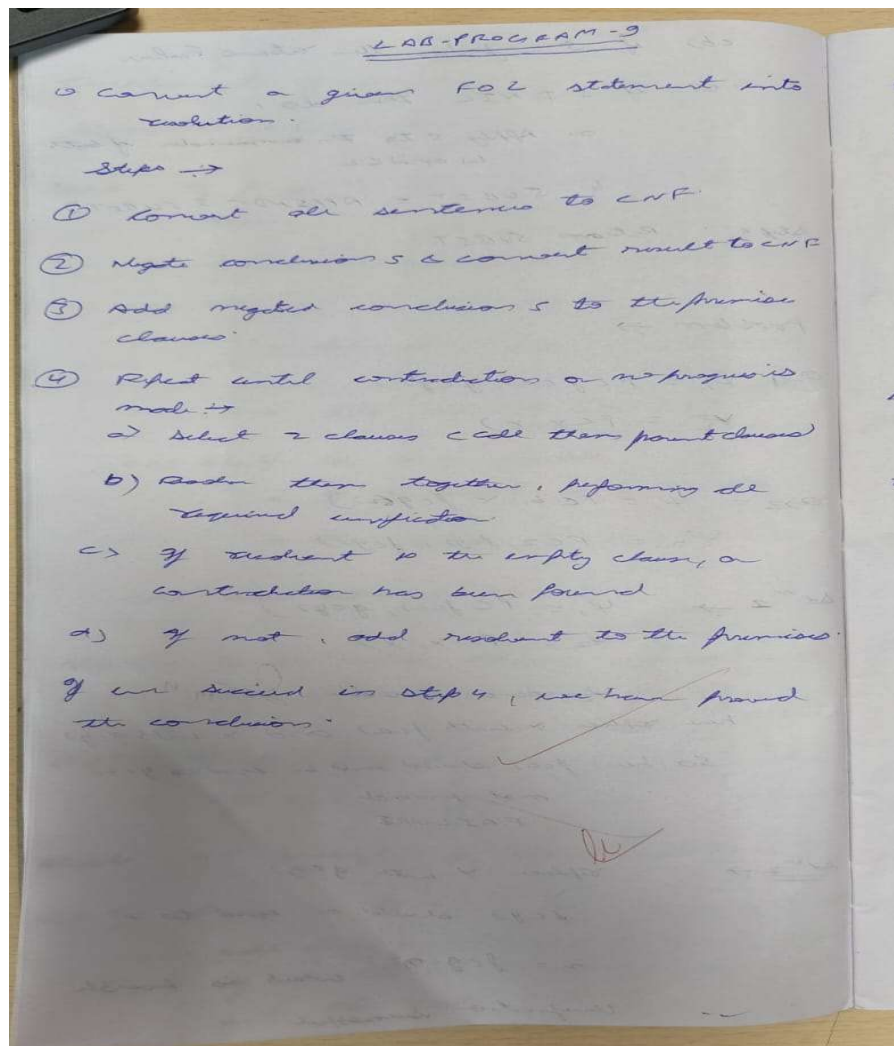 LAB-PROGRAM-9
Convert a given FOL statement into
resolution.
Steps →
① Convert all sentences to CNF.
② Negate conclusion S & convert result to CNF
③ Add negated conclusion S to the premise
clauses.
④ Repeat until contradiction or no progress is
made →
a) Select 2 clauses (call them parent clauses)
b) Resolve them together, performing all
required unification
c) If resolvent is the empty clause, a
contradiction has been found
d) If not, add resolvent to the premises.
If we succeed in step 4, we have proved
the conclusion.